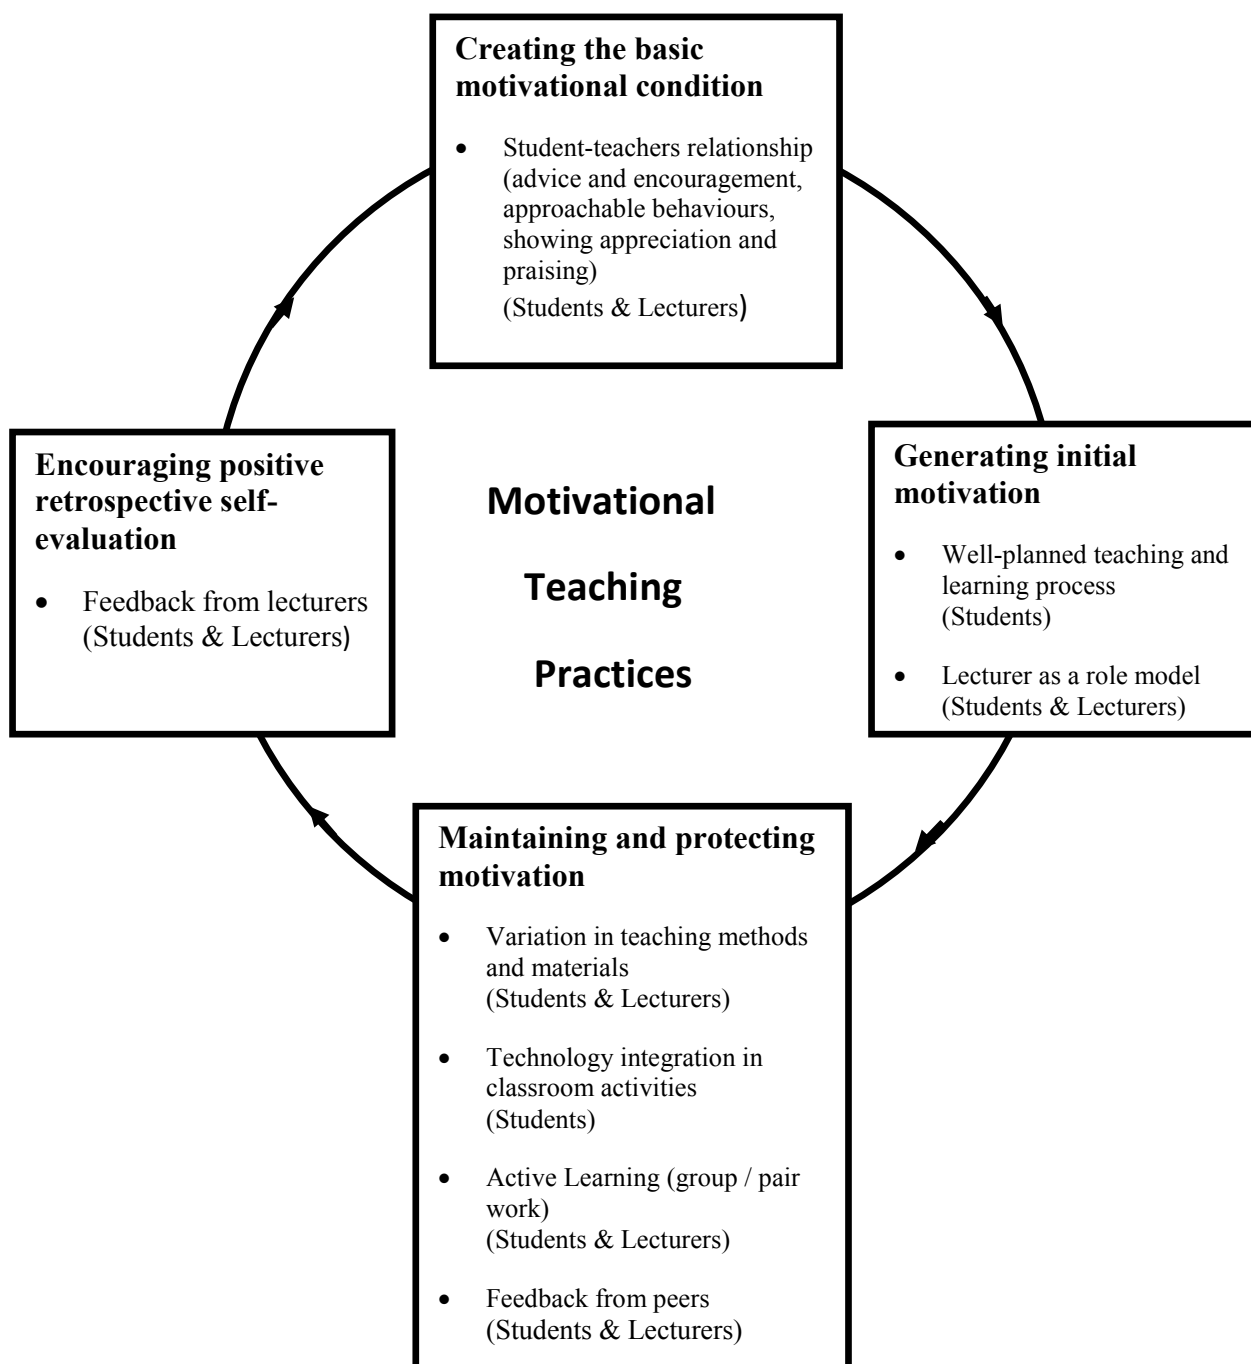 Creating the basic
motivational condition
• Student-teachers relationship
(advice and encouragement,
approachable behaviours,
showing appreciation and
praising)
(Students & Lecturers)
Generating initial
motivation
• Well-planned teaching and
learning process
(Students)
• Lecturer as a role model
(Students & Lecturers)
Encouraging positive
retrospective self-
evaluation
• Feedback from lecturers
(Students & Lecturers)
Motivational
Teaching
Practices
Maintaining and protecting
motivation
• Variation in teaching methods
and materials
(Students & Lecturers)
• Technology integration in
classroom activities
(Students)
• Active Learning (group / pair
work)
(Students & Lecturers)
• Feedback from peers
(Students & Lecturers)